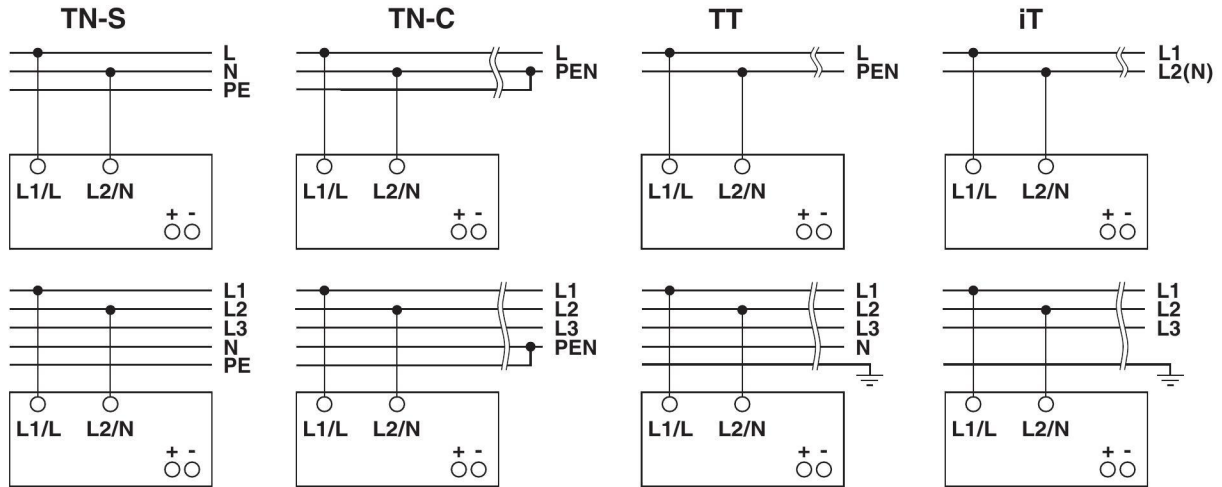 TN-S TN-C TT iT
L L L L1
N PEN PEN L2(N)
PE
L1/L L2/N L1/L L2/N L1/L L2/N L1/L L2/N
+ - + - + - + -
L1 L1 L1 L1
L2 L2 L2 L2
L3 L3 L3 L3
N PEN N
PE
L1/L L2/N L1/L L2/N L1/L L2/N L1/L L2/N
+ - + - + - + -